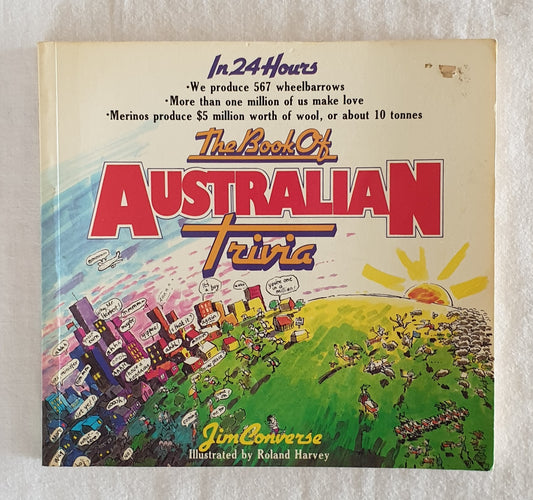 In 24 Hours
•We produce 567 wheelbarrows
•More than one million of us make love
•Merinos produce $5 million worth of wool, or about 10 tonnes
The Book Of
AUSTRALIAN
Trivia
Jim Converse
Illustrated by Roland Harvey